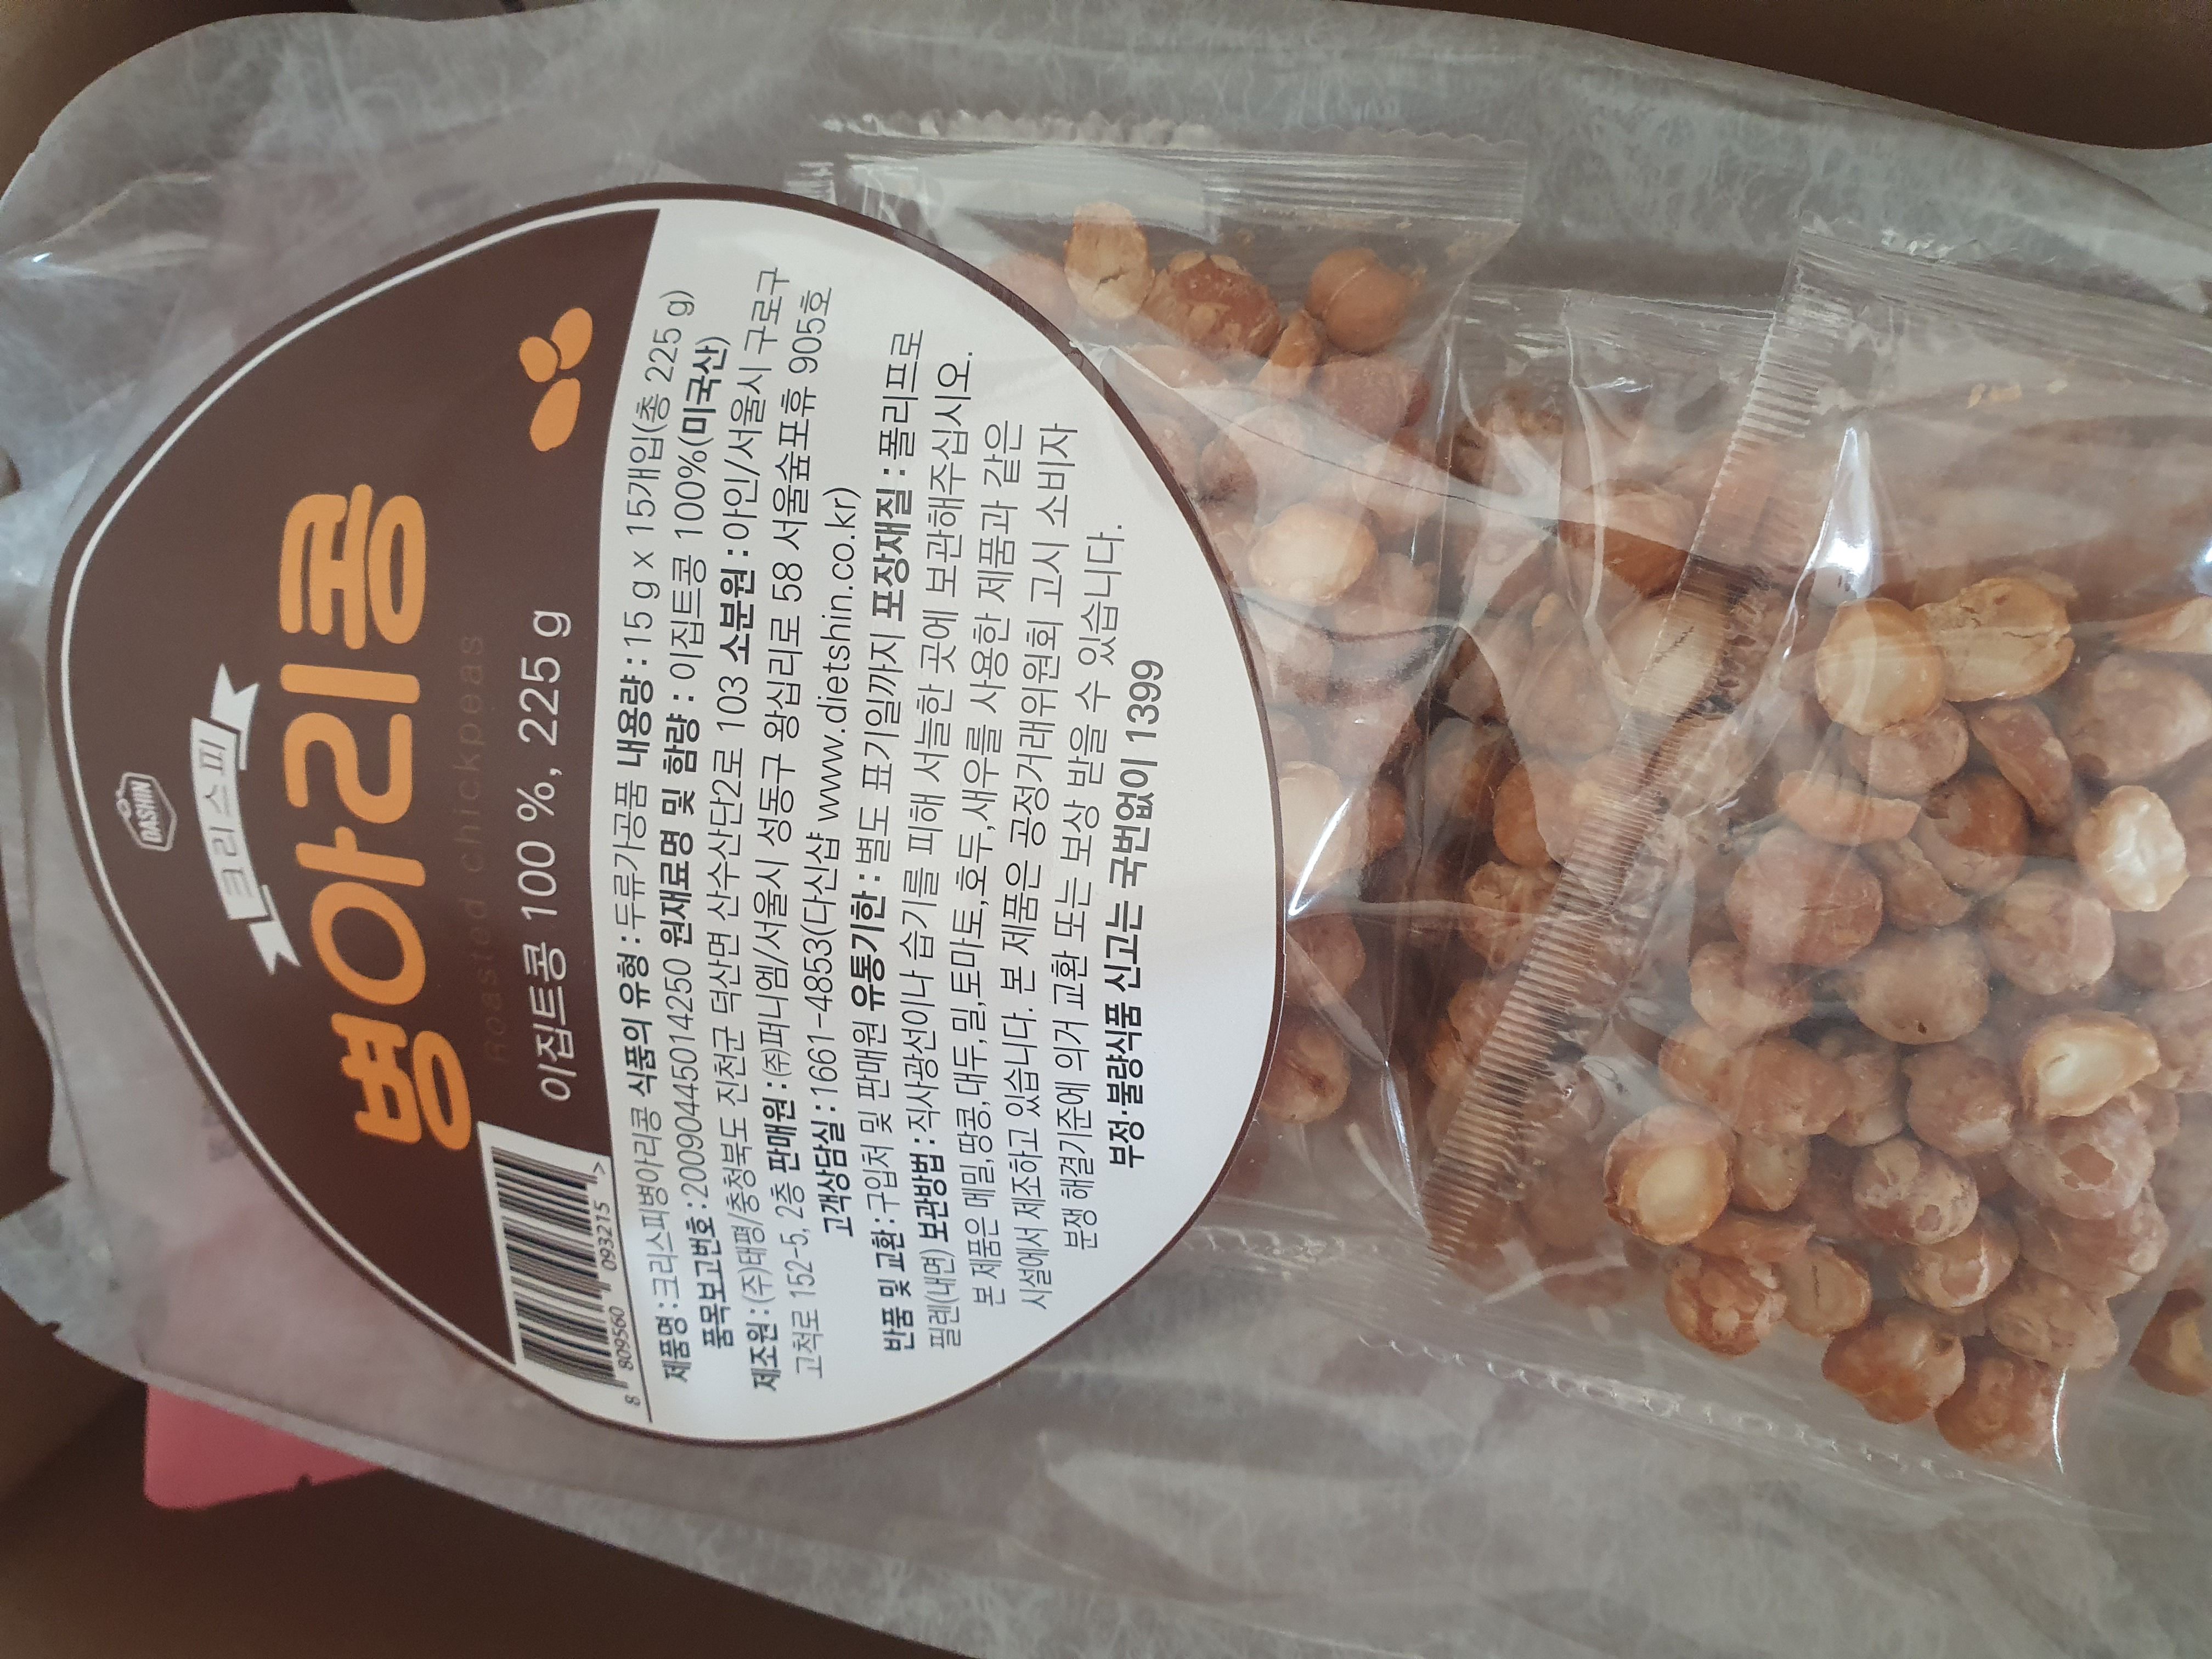 DASHIN
크리스피
병아리콩
Roasted chickpeas
이집트콩 100 %, 225 g
8 809560 093215 >
제품명 : 크리스피병아리콩 식품의 유형 : 두류가공품 내용량 : 15 g x 15개입(총 225 g)
품목보고번호 : 20090445014250 원재료명 및 함량 : 이집트콩 100%(미국산)
제조원 : (주)태평/충청북도 진천군 덕산면 산수산단2로 103 소분원 : 아인/서울시 구로구
고척로 152-5, 2층 판매원 : (주)퍼니엠/서울시 성동구 왕십리로 58 서울숲포휴 905호
고객상담실 : 1661-4853(다신샵 www.dietshin.co.kr)
반품 및 교환 : 구입처 및 판매원 유통기한 : 별도 표기일까지 포장재질 : 폴리프로
필렌(내면) 보관방법 : 직사광선이나 습기를 피해 서늘한 곳에 보관해주십시오.
본 제품은 메밀,땅콩,대두,밀,토마토,호두,새우를 사용한 제품과 같은
시설에서 제조하고 있습니다. 본 제품은 공정거래위원회 고시 소비자
분쟁 해결기준에 의거 교환 또는 보상 받을 수 있습니다.
부정·불량식품 신고는 국번없이 1399